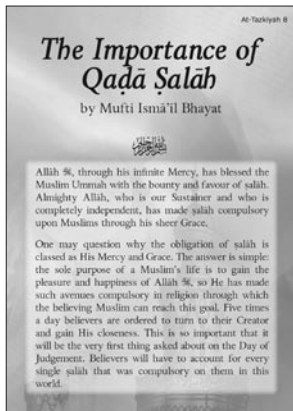 At-Tazkiyah 8
The Importance of
Qaḍā Ṣalāh
by Mufti Ismā'īl Bhayat
Allāh ﷻ, through his infinite Mercy, has blessed the
Muslim Ummah with the bounty and favour of ṣalāh.
Almighty Allāh, who is our Sustainer and who is
completely independent, has made ṣalāh compulsory
upon Muslims through his sheer Grace.
One may question why the obligation of ṣalāh is
classed as His Mercy and Grace. The answer is simple:
the sole purpose of a Muslim's life is to gain the
pleasure and happiness of Allāh ﷻ, so He has made
such avenues compulsory in religion through which
the believing Muslim can reach this goal. Five times
a day believers are ordered to turn to their Creator
and gain His closeness. This is so important that it
will be the very first thing asked about on the Day of
Judgement. Believers will have to account for every
single ṣalāh that was compulsory on them in this
world.